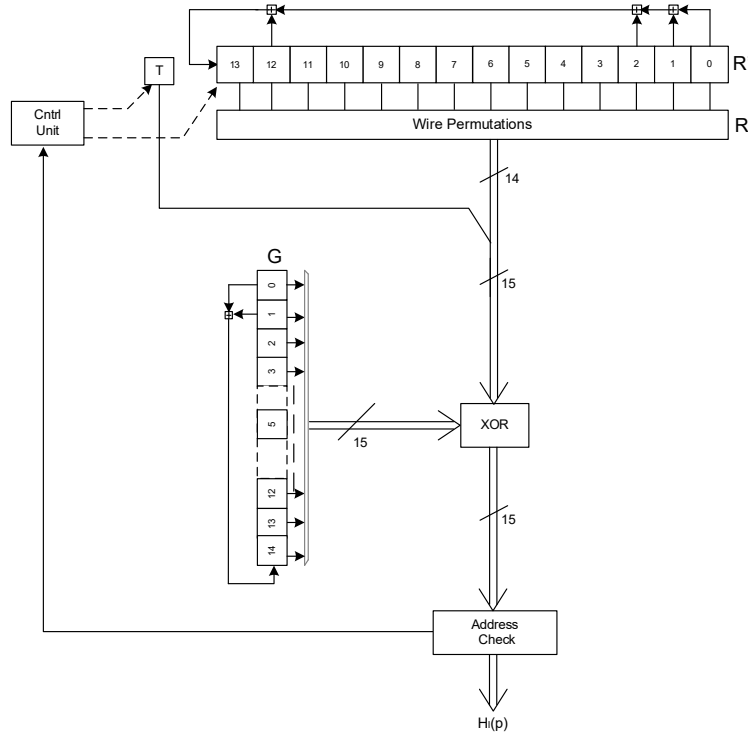 13 12 11 10 9 8 7 6 5 4 3 2 1 0 R
T
Cntrl
Unit
Wire Permutations R
14
15
G
0
1
2
3
5
12
13
14
15
XOR
15
Address
Check
Hl(p)